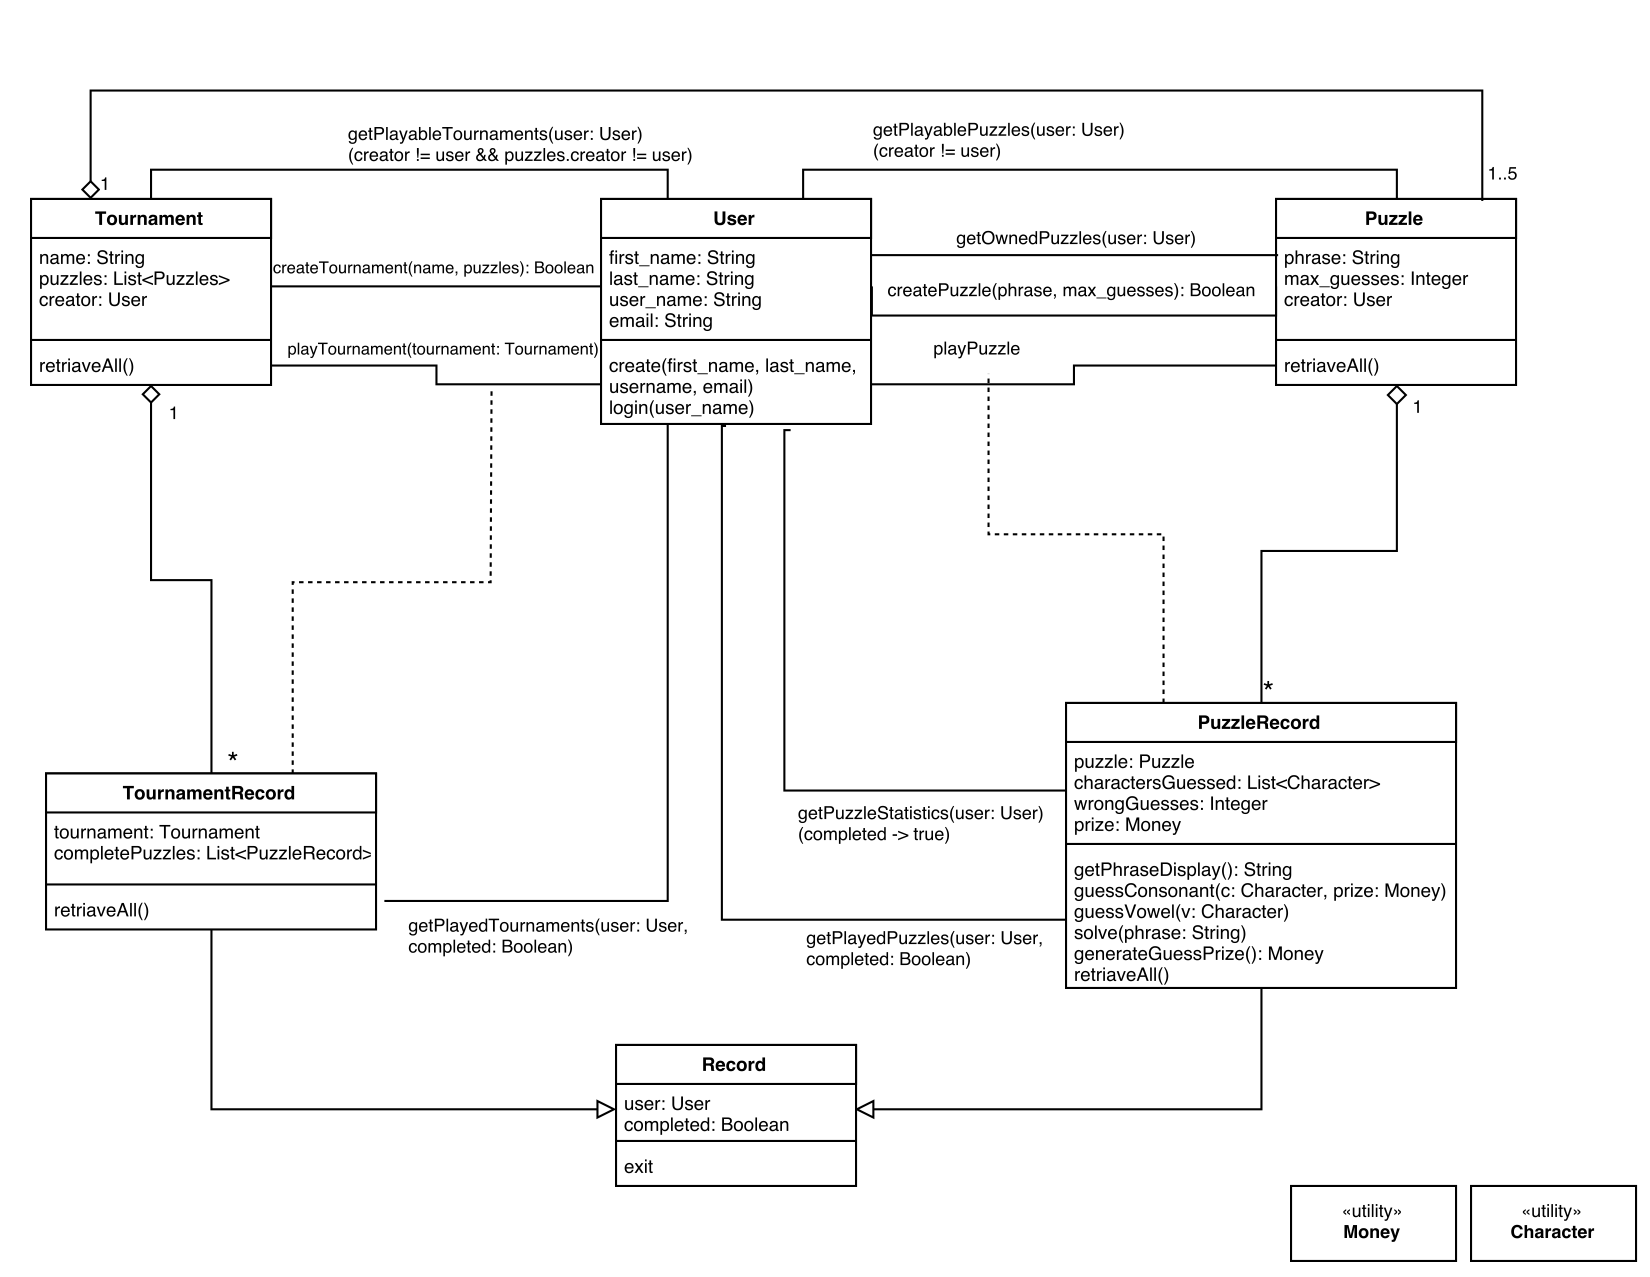 getPlayableTournaments(user: User)
(creator != user && puzzles.creator != user)
getPlayablePuzzles(user: User)
(creator != user)
1
1..5
Tournament
name: String
puzzles: List<Puzzles>
creator: User
retriaveAll()
1
createTournament(name, puzzles): Boolean
playTournament(tournament: Tournament)
User
first_name: String
last_name: String
user_name: String
email: String
create(first_name, last_name,
username, email)
login(user_name)
getOwnedPuzzles(user: User)
createPuzzle(phrase, max_guesses): Boolean
playPuzzle
Puzzle
phrase: String
max_guesses: Integer
creator: User
retriaveAll()
1
*
*
TournamentRecord
tournament: Tournament
completePuzzles: List<PuzzleRecord>
retriaveAll()
getPlayedTournaments(user: User,
completed: Boolean)
getPuzzleStatistics(user: User)
(completed -> true)
getPlayedPuzzles(user: User,
completed: Boolean)
PuzzleRecord
puzzle: Puzzle
charactersGuessed: List<Character>
wrongGuesses: Integer
prize: Money
getPhraseDisplay(): String
guessConsonant(c: Character, prize: Money)
guessVowel(v: Character)
solve(phrase: String)
generateGuessPrize(): Money
retriaveAll()
Record
user: User
completed: Boolean
exit
«utility»
Money
«utility»
Character